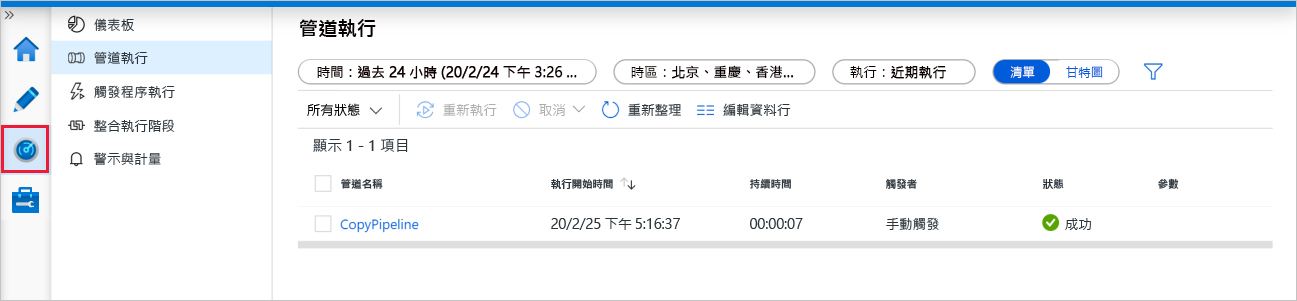 儀表板
管道執行
觸發程序執行
整合執行階段
警示與計量
管道執行
時間：過去 24 小時 (20/2/24 下午 3:26 ...
時區：北京、重慶、香港...
執行：近期執行
清單
甘特圖
所有狀態
重新執行
取消
重新整理
編輯資料行
顯示 1 - 1 項目
管道名稱 執行開始時間 持續時間 觸發者 狀態 參數
CopyPipeline 20/2/25 下午 5:16:37 00:00:07 手動觸發 成功